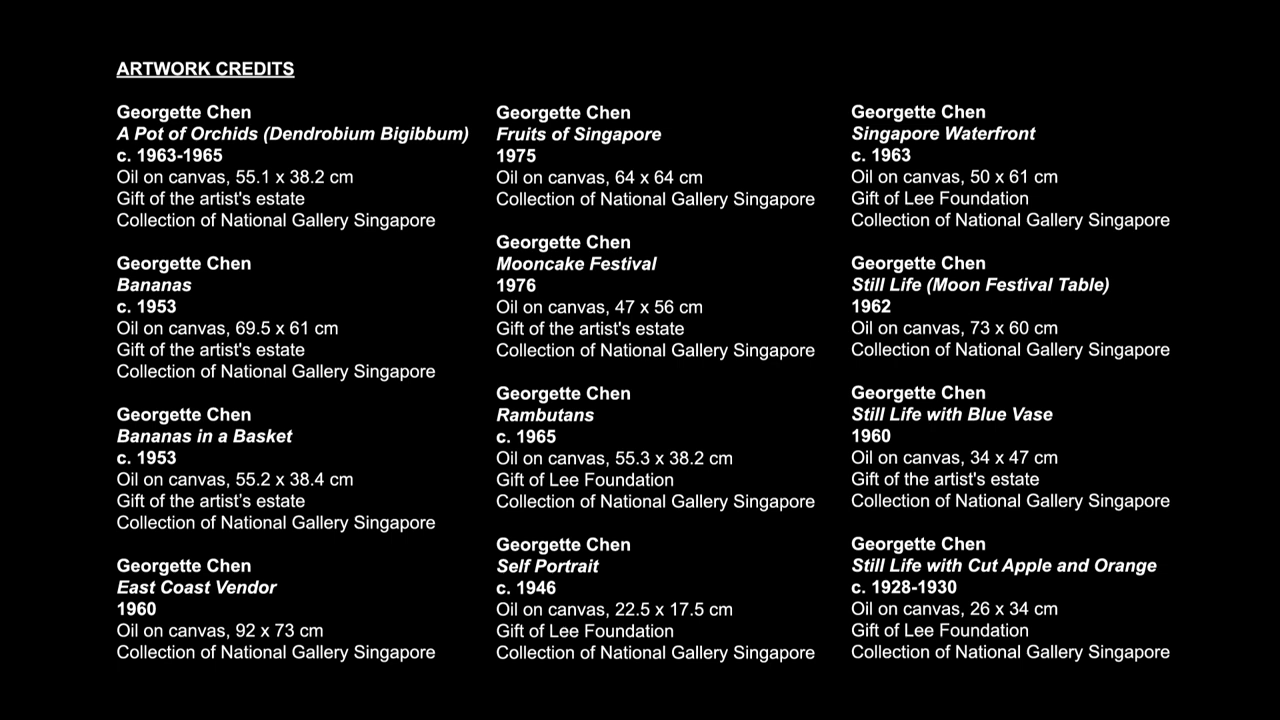 ARTWORK CREDITS
Georgette Chen
A Pot of Orchids (Dendrobium Bigibbum)
c. 1963-1965
Oil on canvas, 55.1 x 38.2 cm
Gift of the artist's estate
Collection of National Gallery Singapore
Georgette Chen
Bananas
c. 1953
Oil on canvas, 69.5 x 61 cm
Gift of the artist's estate
Collection of National Gallery Singapore
Georgette Chen
Bananas in a Basket
c. 1953
Oil on canvas, 55.2 x 38.4 cm
Gift of the artist's estate
Collection of National Gallery Singapore
Georgette Chen
East Coast Vendor
1960
Oil on canvas, 92 x 73 cm
Collection of National Gallery Singapore
Georgette Chen
Fruits of Singapore
1975
Oil on canvas, 64 x 64 cm
Collection of National Gallery Singapore
Georgette Chen
Mooncake Festival
1976
Oil on canvas, 47 x 56 cm
Gift of the artist's estate
Collection of National Gallery Singapore
Georgette Chen
Rambutans
c. 1965
Oil on canvas, 55.3 x 38.2 cm
Gift of Lee Foundation
Collection of National Gallery Singapore
Georgette Chen
Self Portrait
c. 1946
Oil on canvas, 22.5 x 17.5 cm
Gift of Lee Foundation
Collection of National Gallery Singapore
Georgette Chen
Singapore Waterfront
c. 1963
Oil on canvas, 50 x 61 cm
Gift of Lee Foundation
Collection of National Gallery Singapore
Georgette Chen
Still Life (Moon Festival Table)
1962
Oil on canvas, 73 x 60 cm
Collection of National Gallery Singapore
Georgette Chen
Still Life with Blue Vase
1960
Oil on canvas, 34 x 47 cm
Gift of the artist's estate
Collection of National Gallery Singapore
Georgette Chen
Still Life with Cut Apple and Orange
c. 1928-1930
Oil on canvas, 26 x 34 cm
Gift of Lee Foundation
Collection of National Gallery Singapore